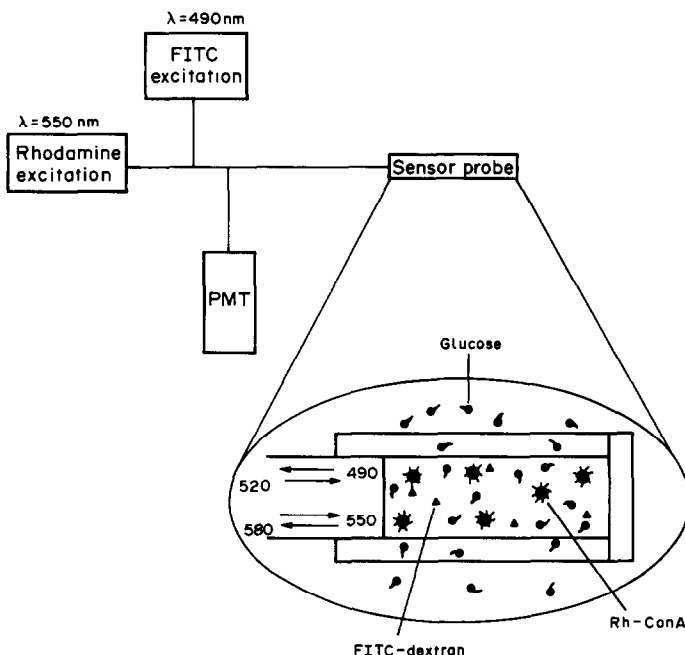 λ=490nm
FITC
excitation
λ=550 nm
Rhodamine
excitation
Sensor probe
PMT
Glucose
490
520
550
580
Rh-ConA
FITC-dextran